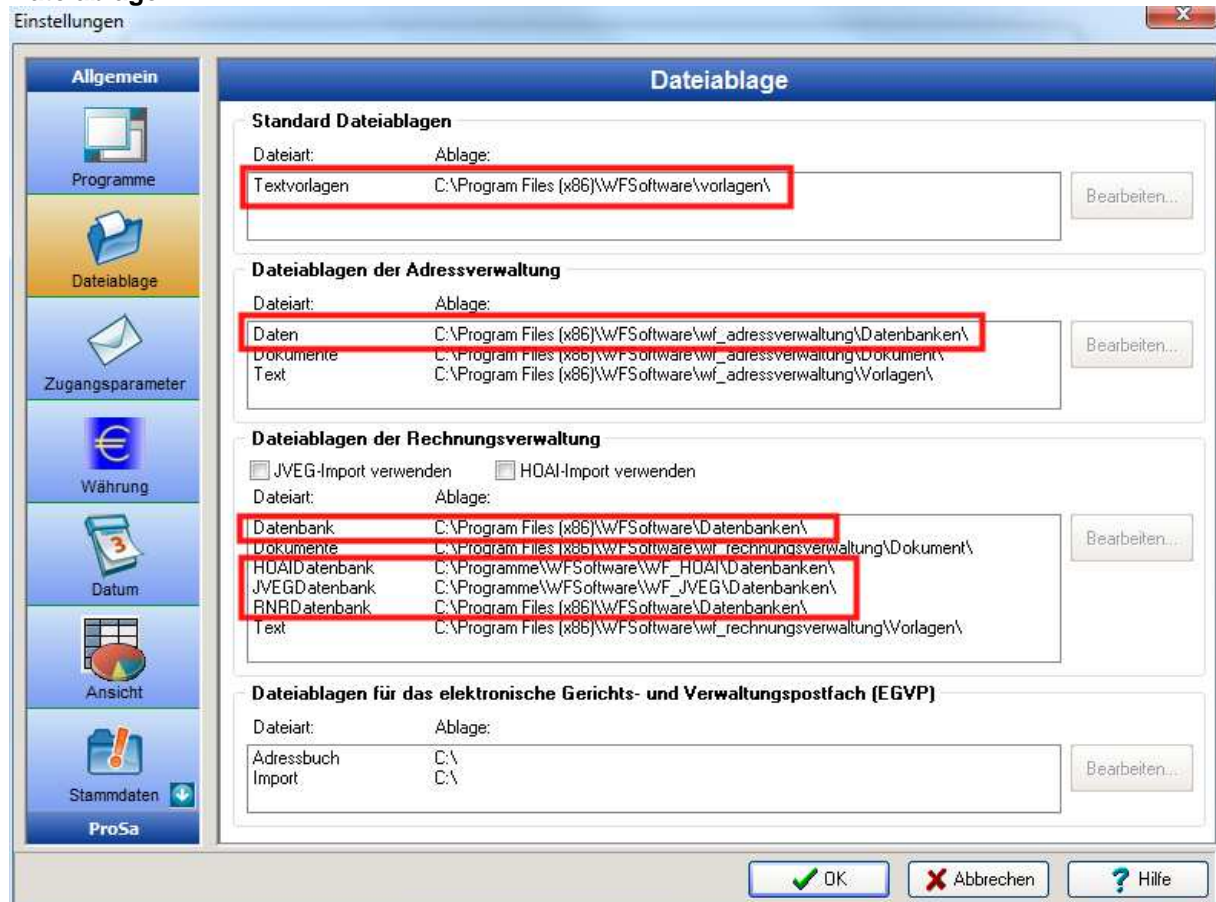 Einstellungen
X
Allgemein
Programme
Dateiablage
Zugangsparameter
Währung
3
Datum
Ansicht
Stammdaten
ProSa
Dateiablage
Standard Dateiablagen
Dateiart: Ablage:
Textvorlagen C:\Program Files (x86)\WFSoftware\vorlagen\
Bearbeiten...
Dateiablagen der Adressverwaltung
Dateiart: Ablage:
Daten C:\Program Files (x86)\WFSoftware\wf_adressverwaltung\Datenbanken\
Dokumente C:\Program Files (x86)\WFSoftware\wf_adressverwaltung\Dokument\
Text C:\Program Files (x86)\WFSoftware\wf_adressverwaltung\Vorlagen\
Bearbeiten...
Dateiablagen der Rechnungsverwaltung
JVEG-Import verwenden HOAI-Import verwenden
Dateiart: Ablage:
Datenbank C:\Program Files (x86)\WFSoftware\Datenbanken\
Dokumente C:\Program Files (x86)\WFSoftware\wf_rechnungsverwaltung\Dokument\
HOAIDatenbank C:\Programme\WFSoftware\WF_HOAI\Datenbanken\
JVEGDatenbank C:\Programme\WFSoftware\WF_JVEG\Datenbanken\
RNRDatenbank C:\Program Files (x86)\WFSoftware\Datenbanken\
Text C:\Program Files (x86)\WFSoftware\wf_rechnungsverwaltung\Vorlagen\
Bearbeiten...
Dateiablagen für das elektronische Gerichts- und Verwaltungspostfach (EGVP)
Dateiart: Ablage:
Adressbuch C:\
Import C:\
Bearbeiten...
OK Abbrechen ? Hilfe